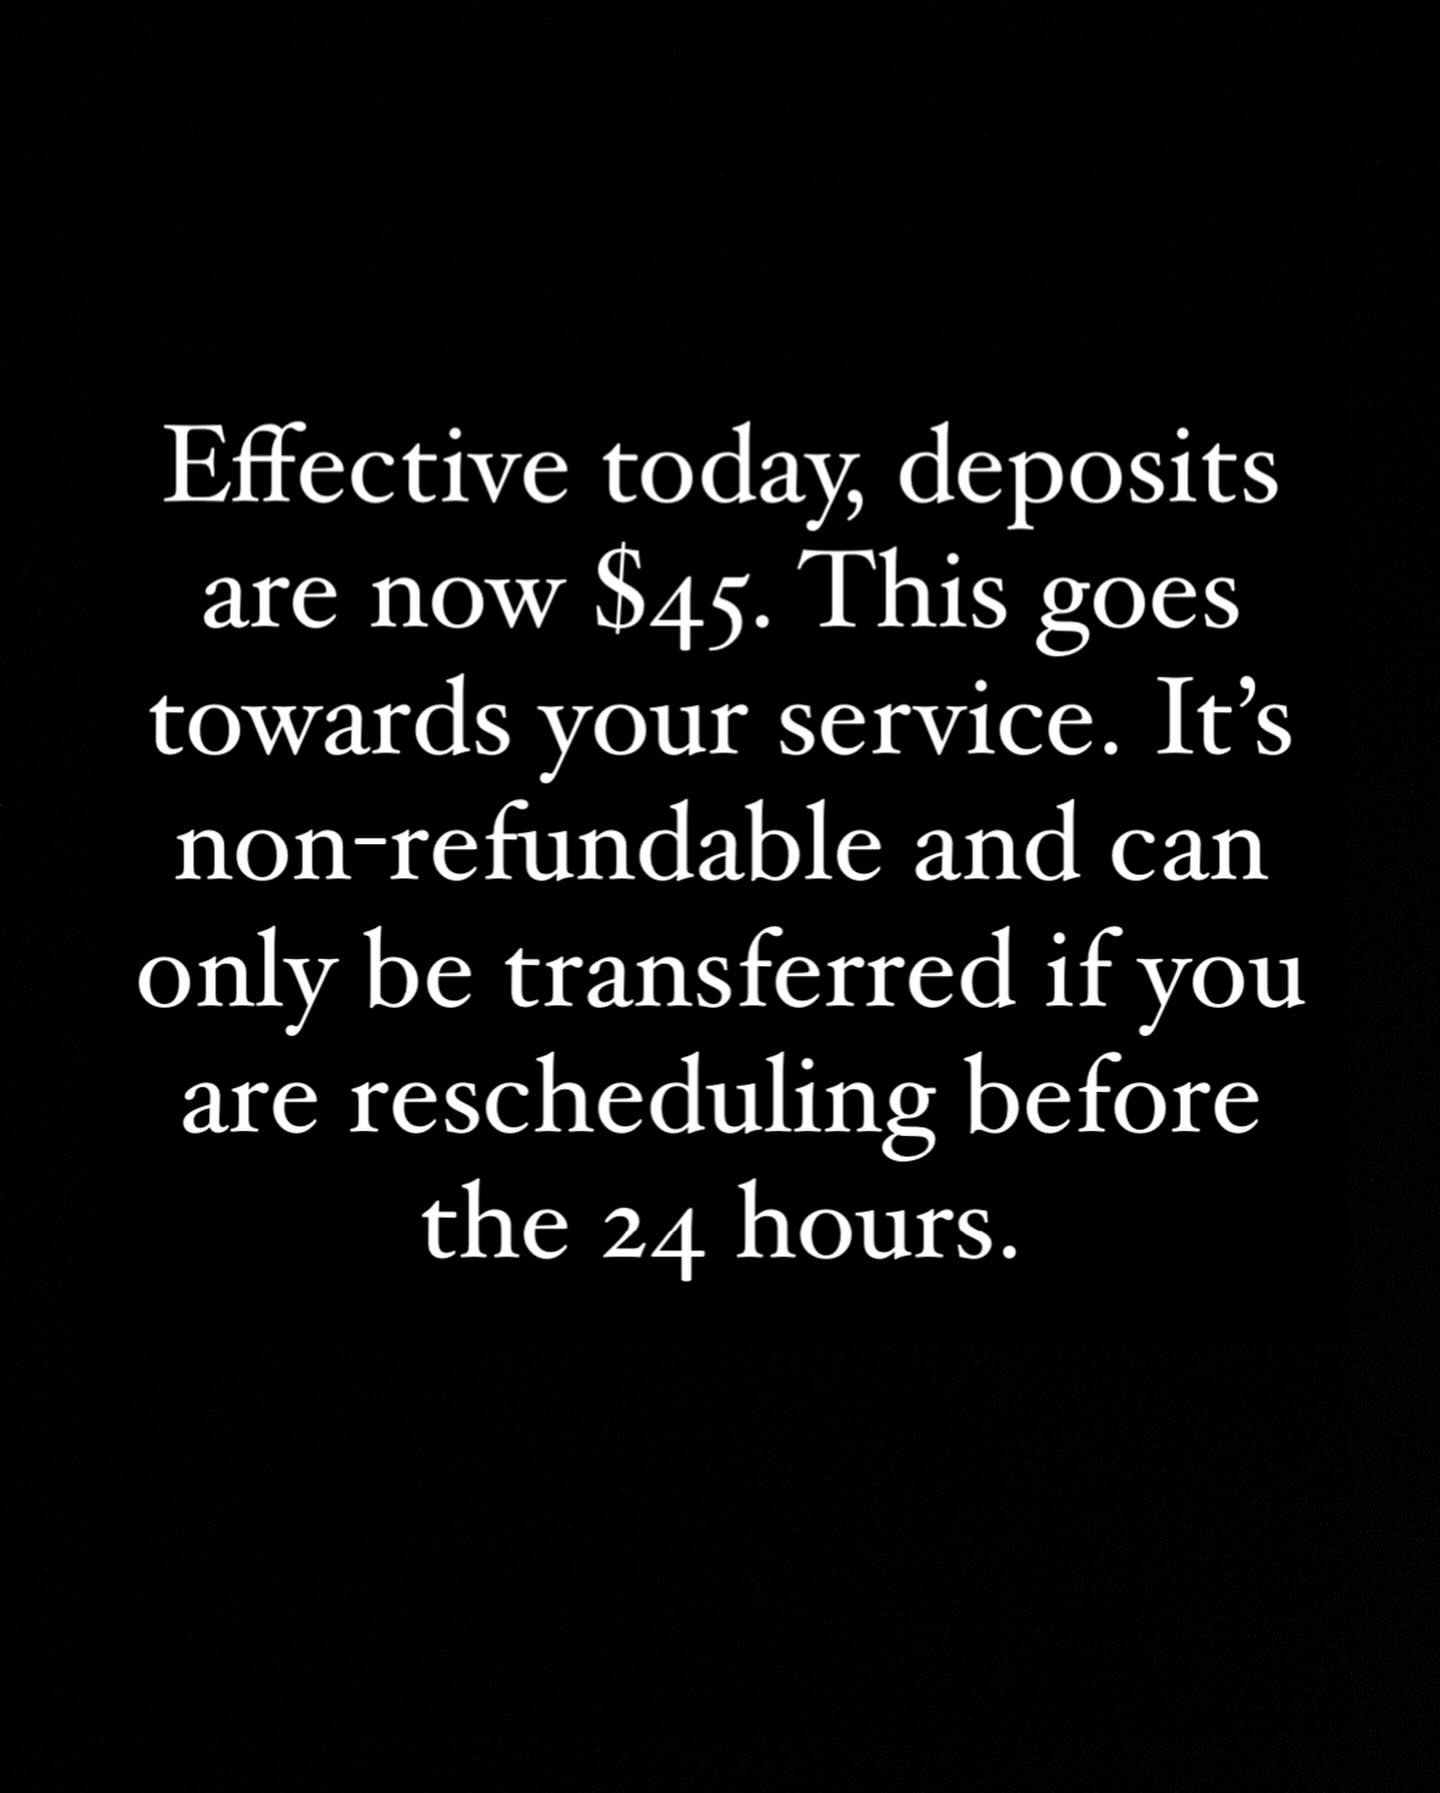 Effective today, deposits
are now $45. This goes
towards your service. It’s
non-refundable and can
only be transferred if you
are rescheduling before
the 24 hours.